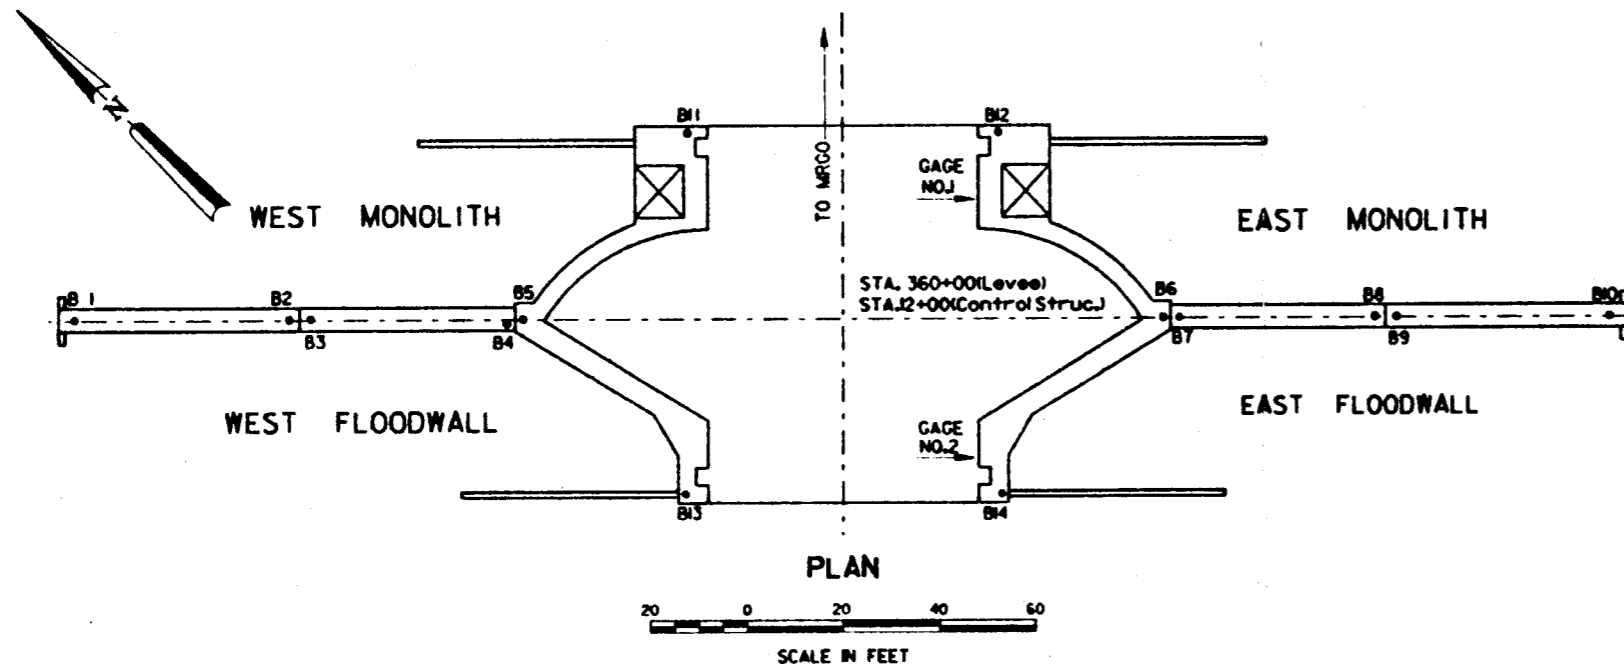 N
B11
B12
TO MRGO
GAGE
NO.1
WEST MONOLITH
EAST MONOLITH
STA. 360+00(Levee)
STA.12+00(Control Struc.)
B 1
B2
B5
B6
B8
B10
B3
B4
B7
B9
WEST FLOODWALL
EAST FLOODWALL
GAGE
NO.2
B13
B14
PLAN
20 0 20 40 60
SCALE IN FEET